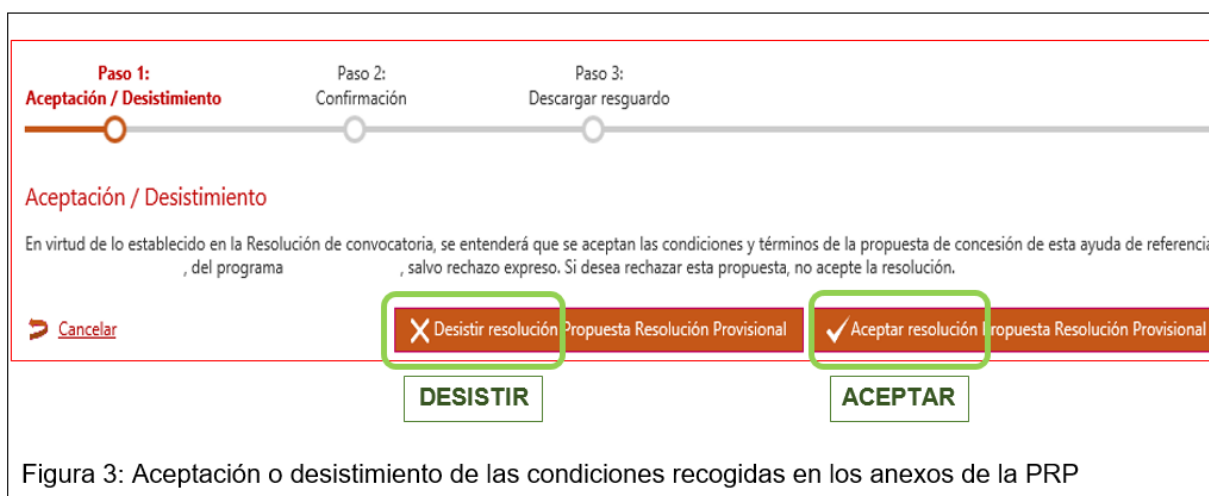 Paso 1:
Aceptación / Desistimiento
Paso 2:
Confirmación
Paso 3:
Descargar resguardo
Aceptación / Desistimiento
En virtud de lo establecido en la Resolución de convocatoria, se entenderá que se aceptan las condiciones y términos de la propuesta de concesión de esta ayuda de referencia
, del programa , salvo rechazo expreso. Si desea rechazar esta propuesta, no acepte la resolución.
Cancelar
Desistir resolución Propuesta Resolución Provisional
Aceptar resolución Propuesta Resolución Provisional
DESISTIR
ACEPTAR
Figura 3: Aceptación o desistimiento de las condiciones recogidas en los anexos de la PRP